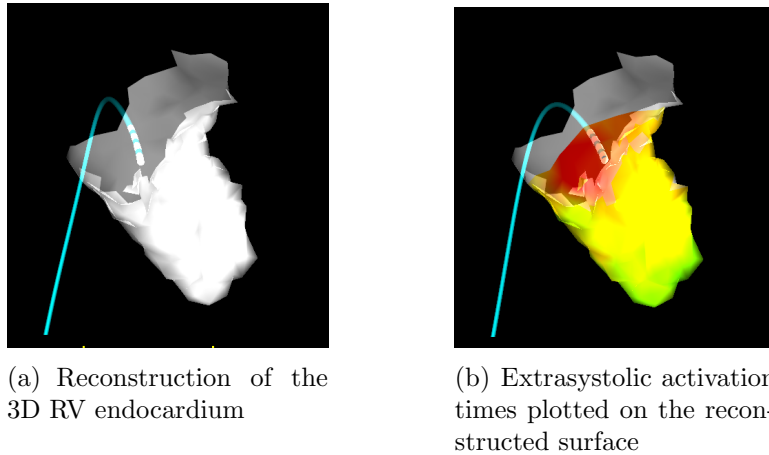 (a) Reconstruction of the
3D RV endocardium
(b) Extrasystolic activation
times plotted on the recon-
structed surface